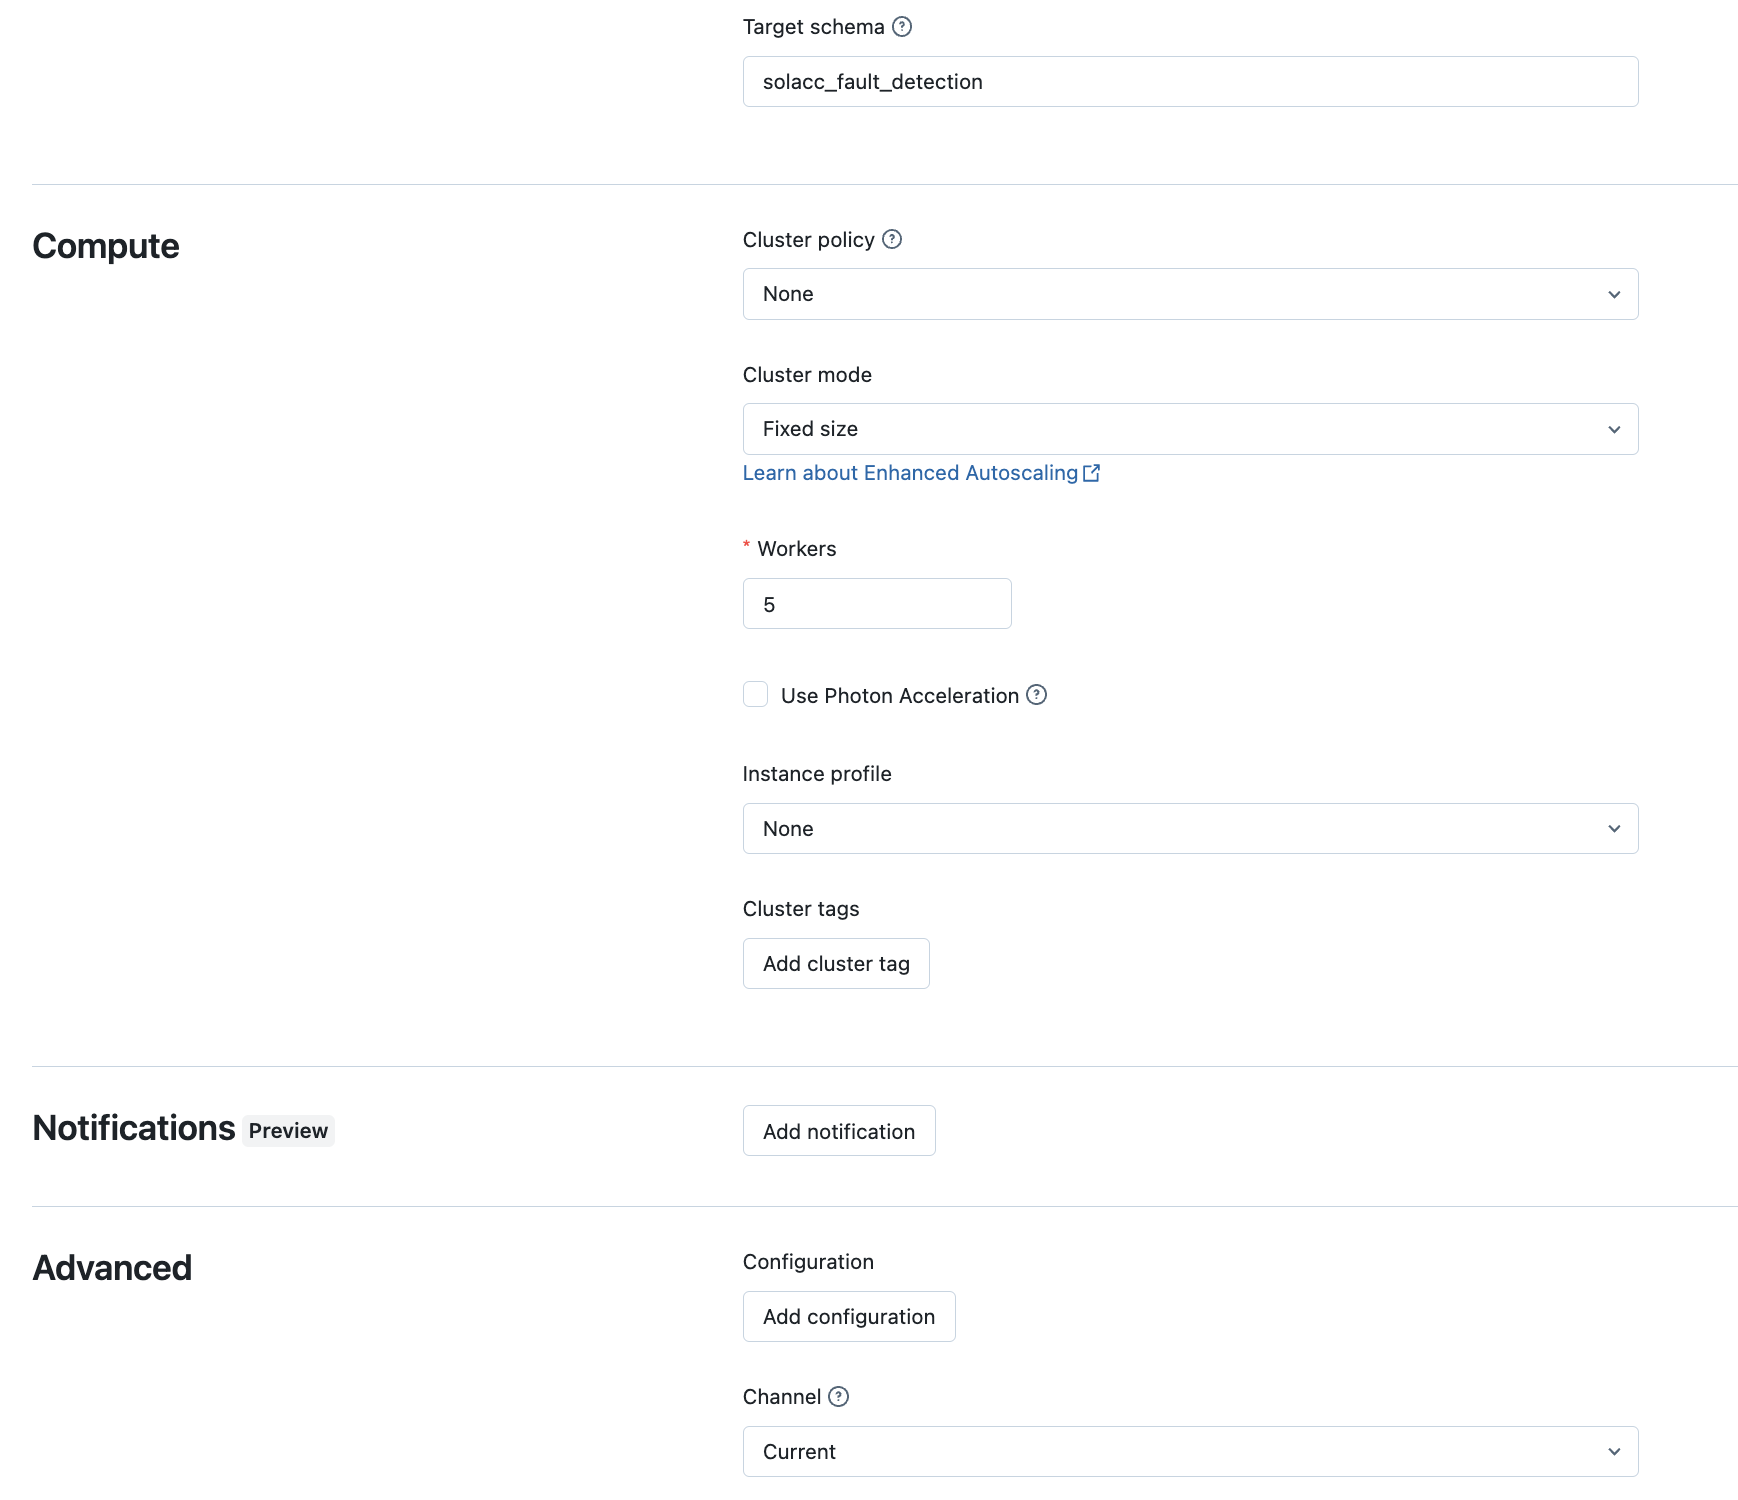 Target schema
solacc_fault_detection
Compute
Cluster policy
None
Cluster mode
Fixed size
Learn about Enhanced Autoscaling
* Workers
5
Use Photon Acceleration
Instance profile
None
Cluster tags
Add cluster tag
Notifications Preview
Add notification
Advanced
Configuration
Add configuration
Channel
Current